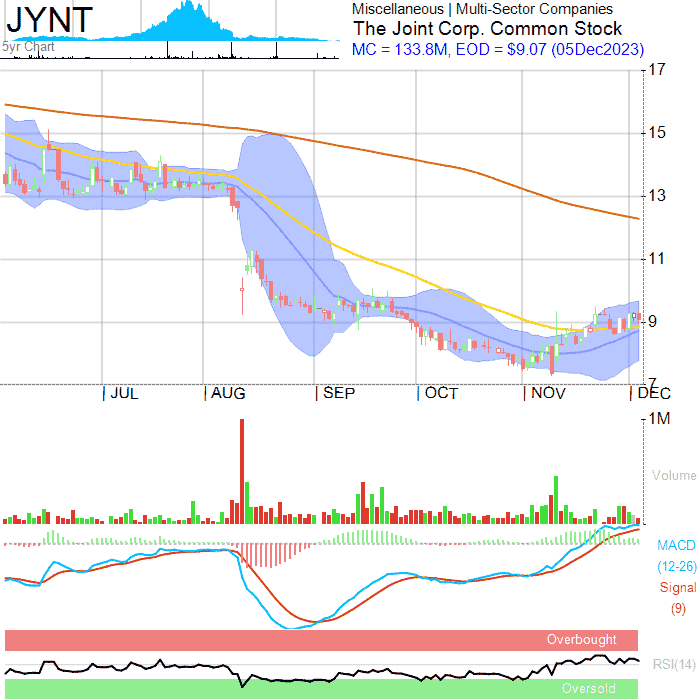 JYNT
5yr Chart
Miscellaneous | Multi-Sector Companies
The Joint Corp. Common Stock
MC = 133.8M, EOD = $9.07 (05Dec2023)
17
15
13
11
9
7
JUL AUG SEP OCT NOV DEC
1M
Volume
MACD
(12-26)
Signal
(9)
Overbought
RSI(14)
Oversold